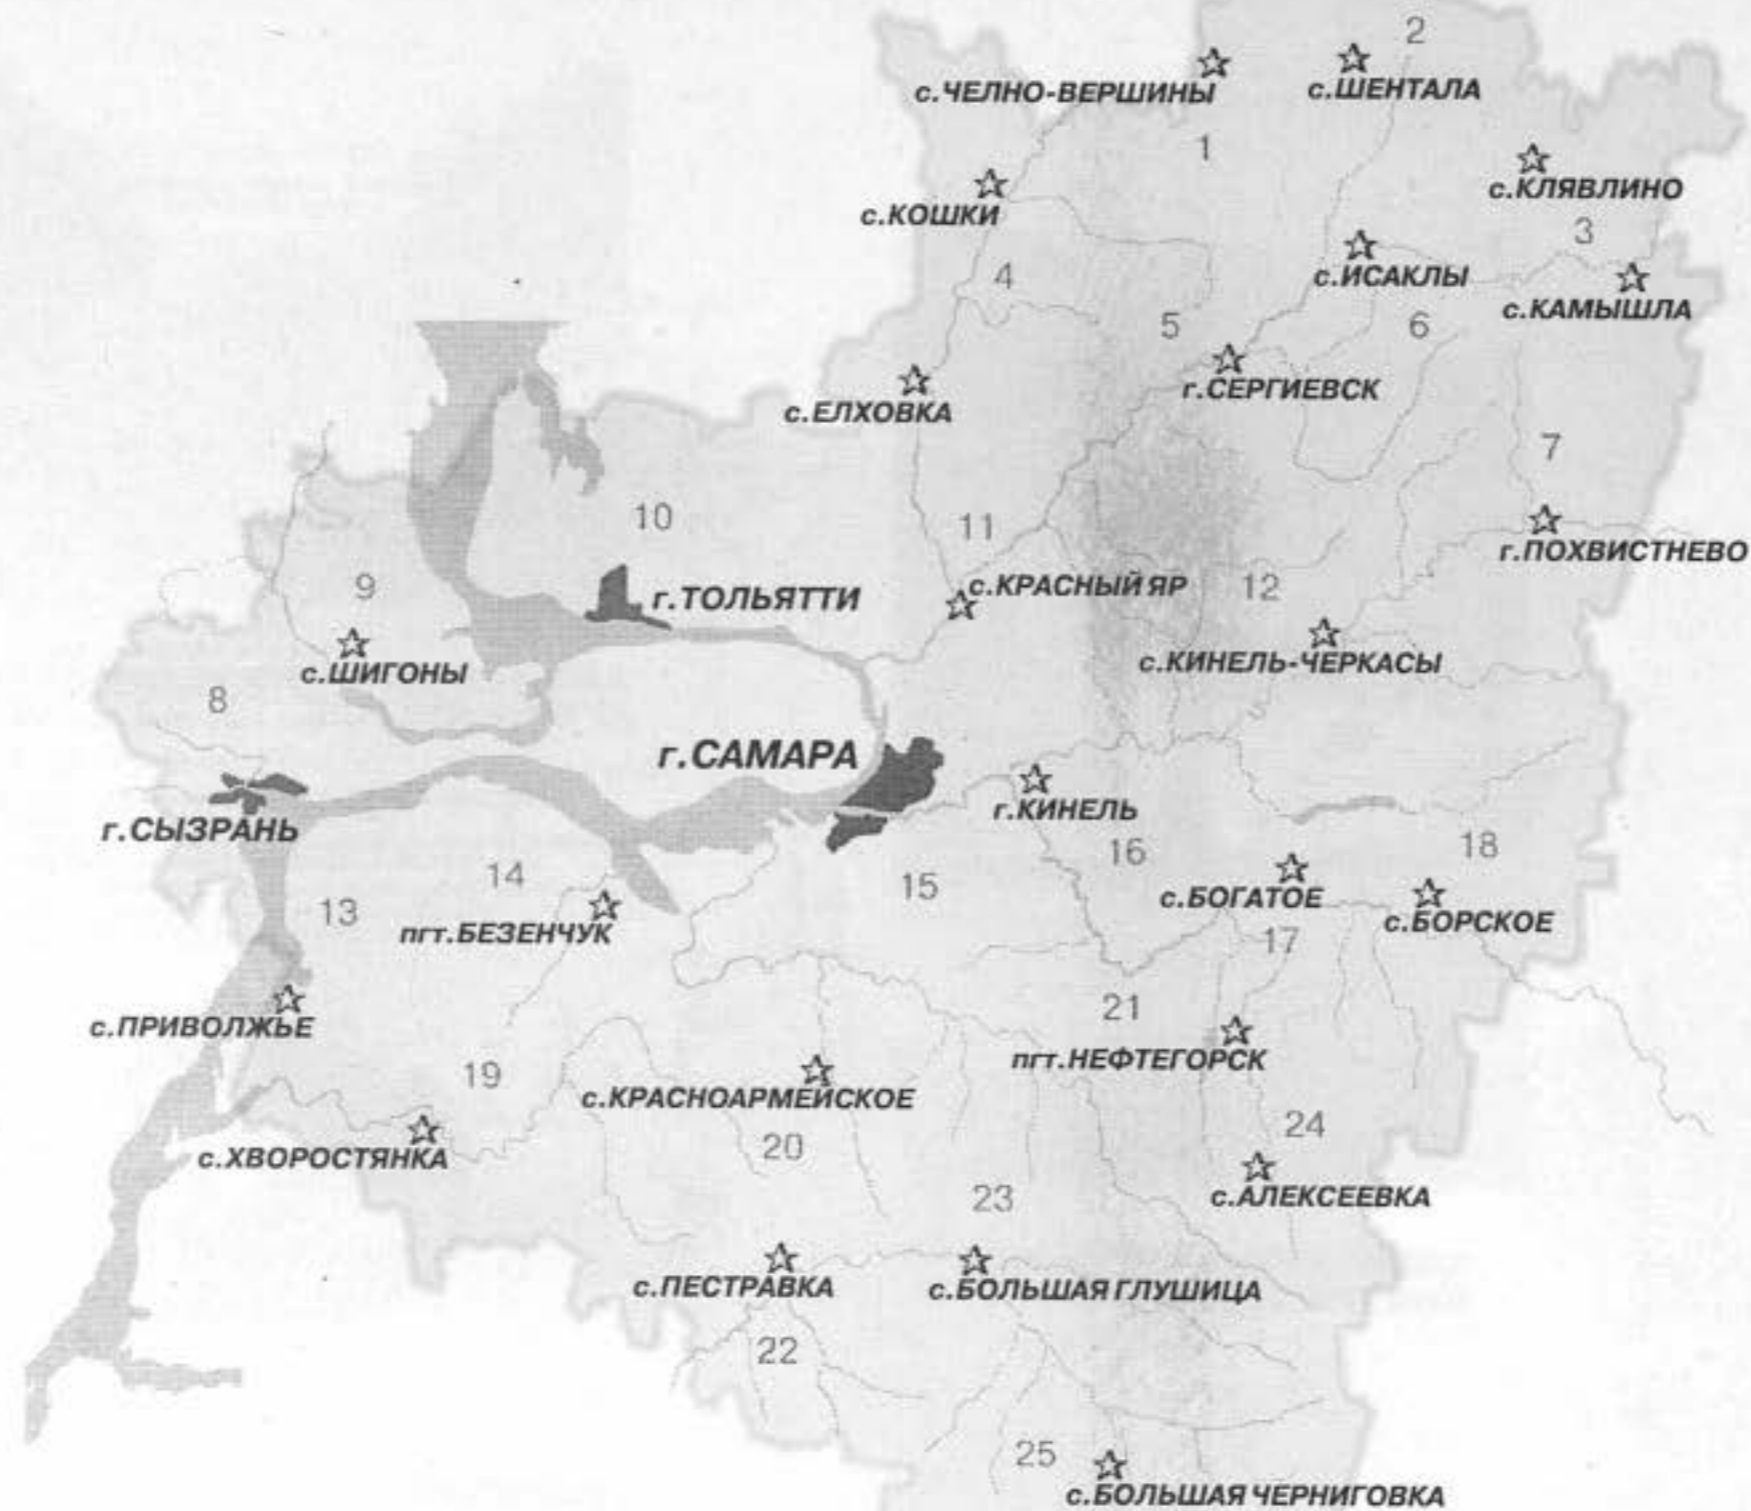 2
с.ЧЕЛНО-ВЕРШИНЫ
с.ШЕНТАЛА
1
с.КЛЯВЛИНО
с.КОШКИ
3
4
с.ИСАКЛЫ
с.КАМЫШЛА
5
6
г.СЕРГИЕВСК
с.ЕЛХОВКА
7
10
11
г.ПОХВИСТНЕВО
9
с.КРАСНЫЙ ЯР
12
г.ТОЛЬЯТТИ
с.КИНЕЛЬ-ЧЕРКАСЫ
с.ШИГОНЫ
8
г.САМАРА
г.КИНЕЛЬ
г.СЫЗРАНЬ
16
18
14
15
с.БОГАТОЕ
13
с.БОРСКОЕ
пгт.БЕЗЕНЧУК
17
21
с.ПРИВОЛЖЬЕ
пгт.НЕФТЕГОРСК
19
с.КРАСНОАРМЕЙСКОЕ
24
20
с.ХВОРОСТЯНКА
23
с.АЛЕКСЕЕВКА
с.ПЕСТРАВКА
с.БОЛЬШАЯ ГЛУШИЦА
22
25
с.БОЛЬШАЯ ЧЕРНИГОВКА